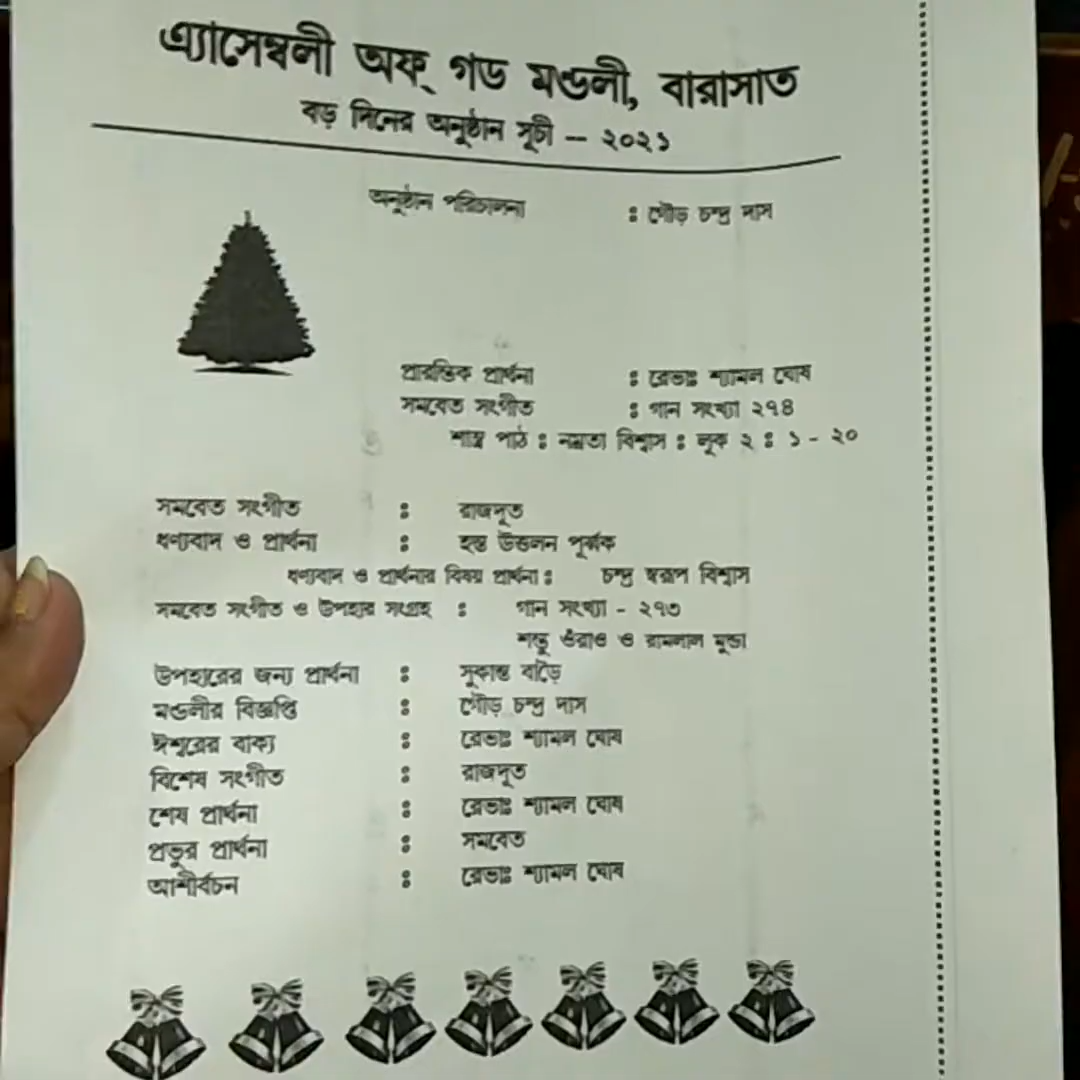 এ্যাসেম্বলী অফ্ গড মণ্ডলী, বারাসাত
বড় দিনের অনুষ্ঠান সূচী – ২০২১
অনুষ্ঠান পরিচালনা : গৌড় চন্দ্র দাস
প্রারম্ভিক প্রার্থনা : রেভাঃ শ্যামল ঘোষ
সমবেত সংগীত : গান সংখ্যা ২৭৪
শাস্ত্র পাঠ : নম্রতা বিশ্বাস : লূক ২ : ১ - ২০
সমবেত সংগীত : রাজদূত
ধণ্যবাদ ও প্রার্থনা : হস্ত উত্তলন পূর্ব্বক
ধণ্যবাদ ও প্রার্থনার বিষয় প্রার্থনা : চন্দ্র স্বরূপ বিশ্বাস
সমবেত সংগীত ও উপহার সংগ্রহ : গান সংখ্যা - ২৭৩
শম্ভু ওঁরাও ও রামলাল মুন্ডা
উপহারের জন্য প্রার্থনা : সুকান্ত বাড়ৈ
মণ্ডলীর বিজ্ঞপ্তি : গৌড় চন্দ্র দাস
ঈশ্বরের বাক্য : রেভাঃ শ্যামল ঘোষ
বিশেষ সংগীত : রাজদূত
শেষ প্রার্থনা : রেভাঃ শ্যামল ঘোষ
প্রভুর প্রার্থনা : সমবেত
আশীর্বচন : রেভাঃ শ্যামল ঘোষ